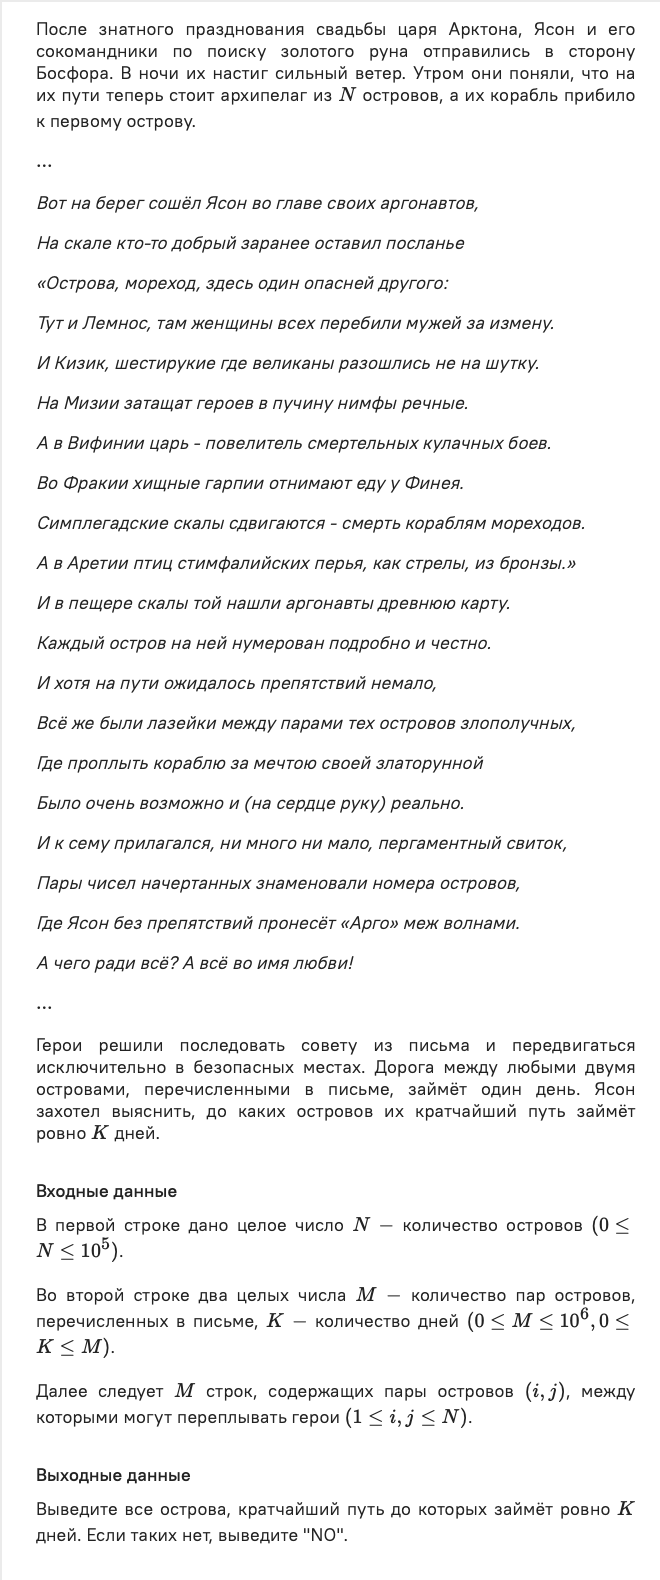 После знатного празднования свадьбы царя Арктона, Ясон и его
сокомандники по поиску золотого руна отправились в сторону
Босфора. В ночи их настиг сильный ветер. Утром они поняли, что на
их пути теперь стоит архипелаг из N островов, а их корабль прибило
к первому острову.
...
Вот на берег сошёл Ясон во главе своих аргонавтов,
На скале кто-то добрый заранее оставил посланье
«Острова, мореход, здесь один опасней другого:
Тут и Лемнос, там женщины всех перебили мужей за измену.
И Кизик, шестирукие где великаны разошлись не на шутку.
На Мизии затащат героев в пучину нимфы речные.
А в Вифинии царь - повелитель смертельных кулачных боев.
Во Фракии хищные гарпии отнимают еду у Финея.
Симплегадские скалы сдвигаются - смерть кораблям мореходов.
А в Аретии птиц стимфалийских перья, как стрелы, из бронзы.»
И в пещере скалы той нашли аргонавты древнюю карту.
Каждый остров на ней нумерован подробно и честно.
И хотя на пути ожидалось препятствий немало,
Всё же были лазейки между парами тех островов злополучных,
Где проплыть кораблю за мечтою своей златорунной
Было очень возможно и (на сердце руку) реально.
И к сему прилагался, ни много ни мало, пергаментный свиток,
Пары чисел начертанных знаменовали номера островов,
Где Ясон без препятствий пронесёт «Арго» меж волнами.
А чего ради всё? А всё во имя любви!
...
Герои решили последовать совету из письма и передвигаться
исключительно в безопасных местах. Дорога между любыми двумя
островами, перечисленными в письме, займёт один день. Ясон
захотел выяснить, до каких островов их кратчайший путь займёт
ровно K дней.
Входные данные
В первой строке дано целое число N — количество островов (0 ≤
N ≤ 10^5).
Во второй строке два целых числа M — количество пар островов,
перечисленных в письме, K — количество дней (0 ≤ M ≤ 10^6, 0 ≤
K ≤ M).
Далее следует M строк, содержащих пары островов (i, j), между
которыми могут переплывать герои (1 ≤ i, j ≤ N).
Выходные данные
Выведите все острова, кратчайший путь до которых займёт ровно K
дней. Если таких нет, выведите "NO".